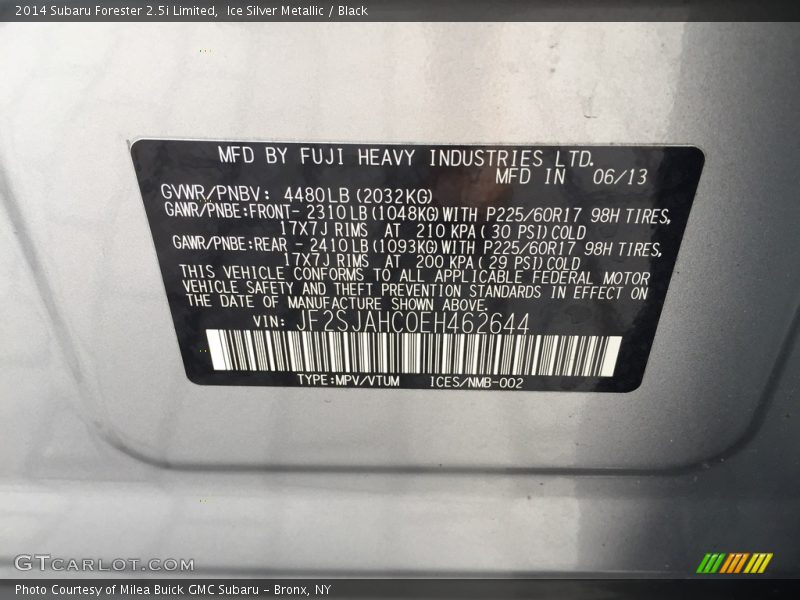 2014 Subaru Forester 2.5i Limited,  Ice Silver Metallic / Black
MFD BY FUJI HEAVY INDUSTRIES LTD.
MFD IN 06/13
GVWR/PNBV: 4480LB (2032KG)
GAWR/PNBE:FRONT- 2310LB (1048KG) WITH P225/60R17 98H TIRES,
17X7J RIMS AT 210 KPA (30 PSI) COLD
GAWR/PNBE:REAR - 2410LB (1093KG) WITH P225/60R17 98H TIRES,
17X7J RIMS AT 200 KPA (29 PSI) COLD
THIS VEHICLE CONFORMS TO ALL APPLICABLE FEDERAL MOTOR
VEHICLE SAFETY AND THEFT PREVENTION STANDARDS IN EFFECT ON
THE DATE OF MANUFACTURE SHOWN ABOVE.
VIN: JF2SJAHC0EH462644
TYPE:MPV/VTUM ICES/NMB-002
GTCarLot.com
Photo Courtesy of Milea Buick GMC Subaru - Bronx, NY